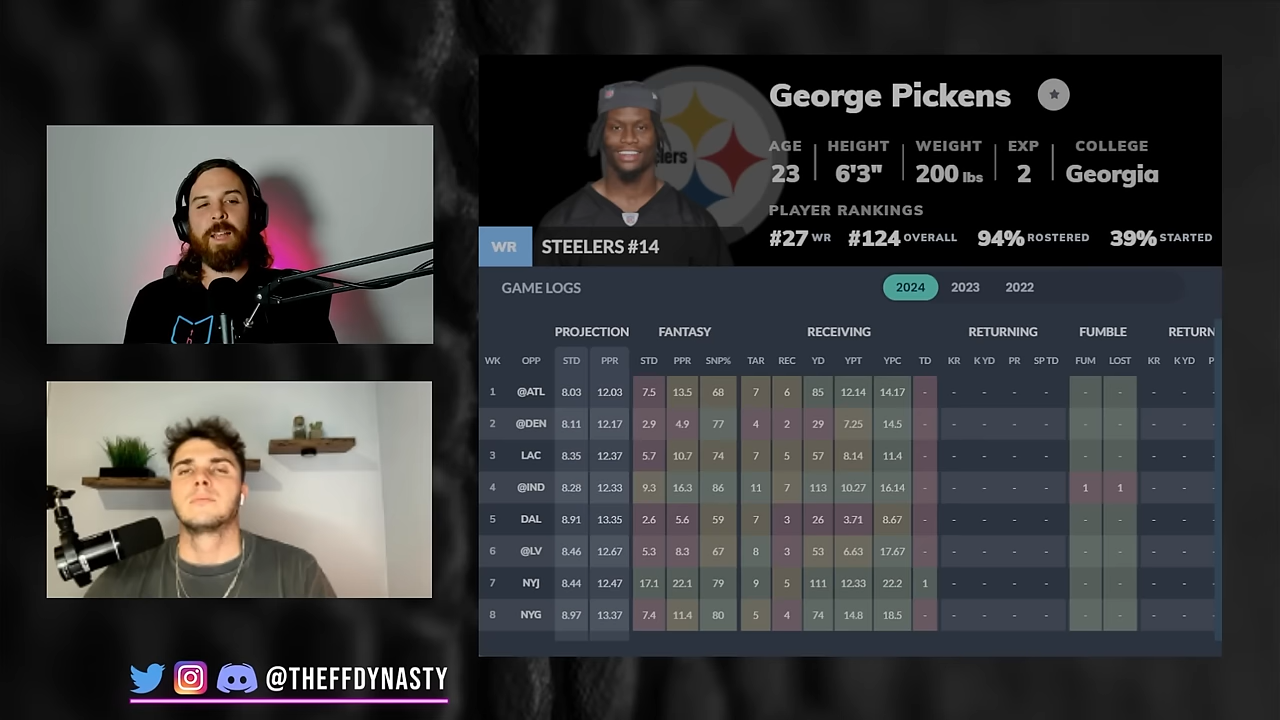 George Pickens
AGE HEIGHT WEIGHT EXP COLLEGE
23 6'3" 200 lbs 2 Georgia
PLAYER RANKINGS
#27 WR #124 OVERALL 94% ROSTERED 39% STARTED
elers
WR STEELERS #14
GAME LOGS 2024 2023 2022
PROJECTION FANTASY RECEIVING RETURNING FUMBLE RETURN
WK OPP STD PPR STD PPR SNP% TAR REC YD YPT YPC TD KR K YD PR SP TD FUM LOST KR K YD P
1 @ATL 8.03 12.03 7.5 13.5 68 7 6 85 12.14 14.17 - - - - - - - - - -
2 @DEN 8.11 12.17 2.9 4.9 77 4 2 29 7.25 14.5 - - - - - - - - - -
3 LAC 8.35 12.37 5.7 10.7 74 7 5 57 8.14 11.4 - - - - - - - - - -
4 @IND 8.28 12.33 9.3 16.3 86 11 7 113 10.27 16.14 - - - - - 1 1 - - -
5 DAL 8.91 13.35 2.6 5.6 59 7 3 26 3.71 8.67 - - - - - - - - - -
6 @LV 8.46 12.67 5.3 8.3 67 8 3 53 6.63 17.67 - - - - - - - - - -
7 NYJ 8.44 12.47 17.1 22.1 79 9 5 111 12.33 22.2 1 - - - - - - - - -
8 NYG 8.97 13.37 7.4 11.4 80 5 4 74 14.8 18.5 - - - - - - - - - -
@THEFFDYNASTY